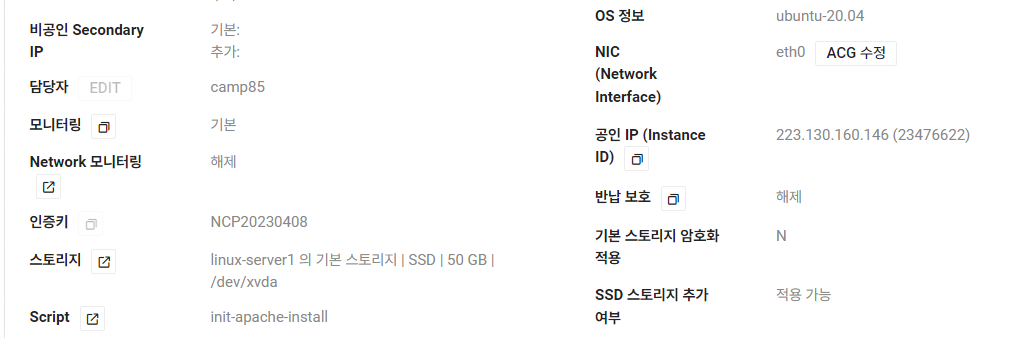 비공인 Secondary
IP
기본:
추가:
담당자 EDIT
camp85
모니터링
기본
Network 모니터링
해제
인증키
NCP20230408
스토리지
linux-server1 의 기본 스토리지 | SSD | 50 GB |
/dev/xvda
Script
init-apache-install
OS 정보
ubuntu-20.04
NIC
(Network
Interface)
eth0 ACG 수정
공인 IP (Instance
ID)
223.130.160.146 (23476622)
반납 보호
해제
기본 스토리지 암호화
적용
N
SSD 스토리지 추가
여부
적용 가능